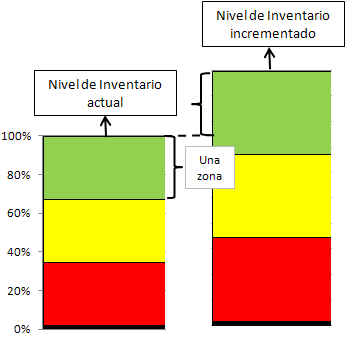 Nivel de Inventario
incrementado
Nivel de Inventario
actual
100%
80%
60%
40%
20%
0%
Una
zona